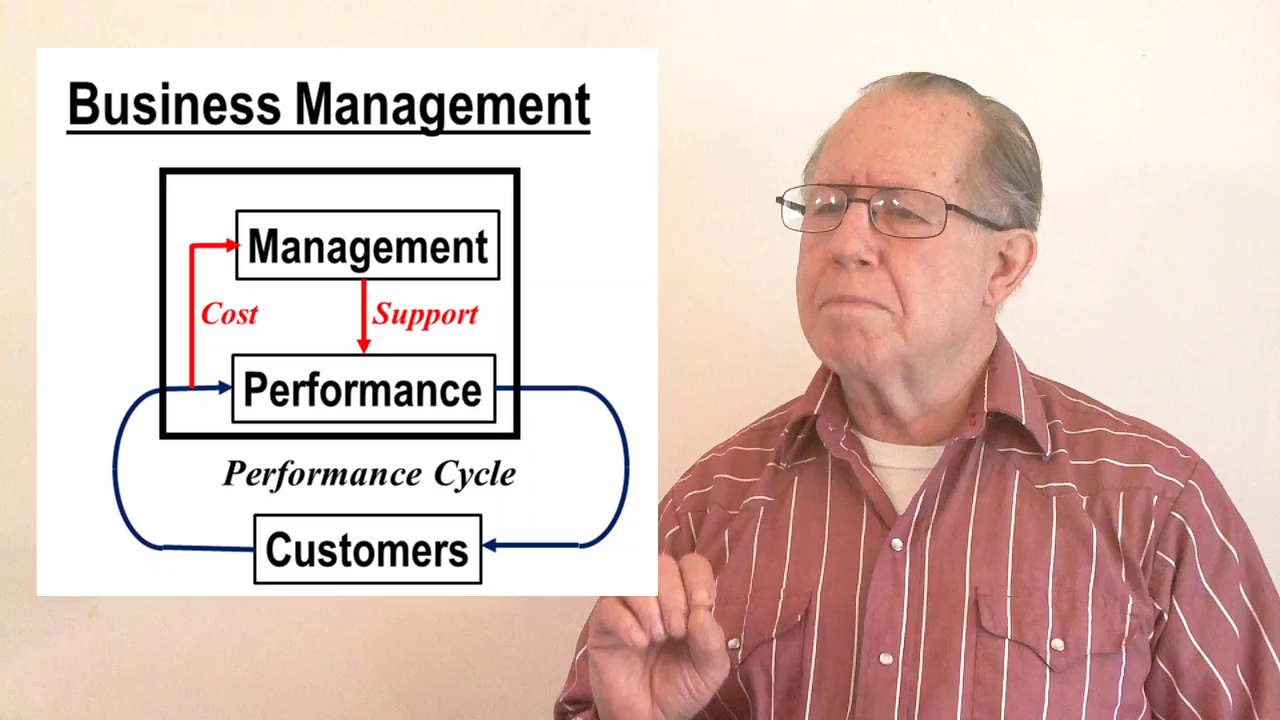 Business Management
Management
Cost
Support
Performance
Performance Cycle
Customers